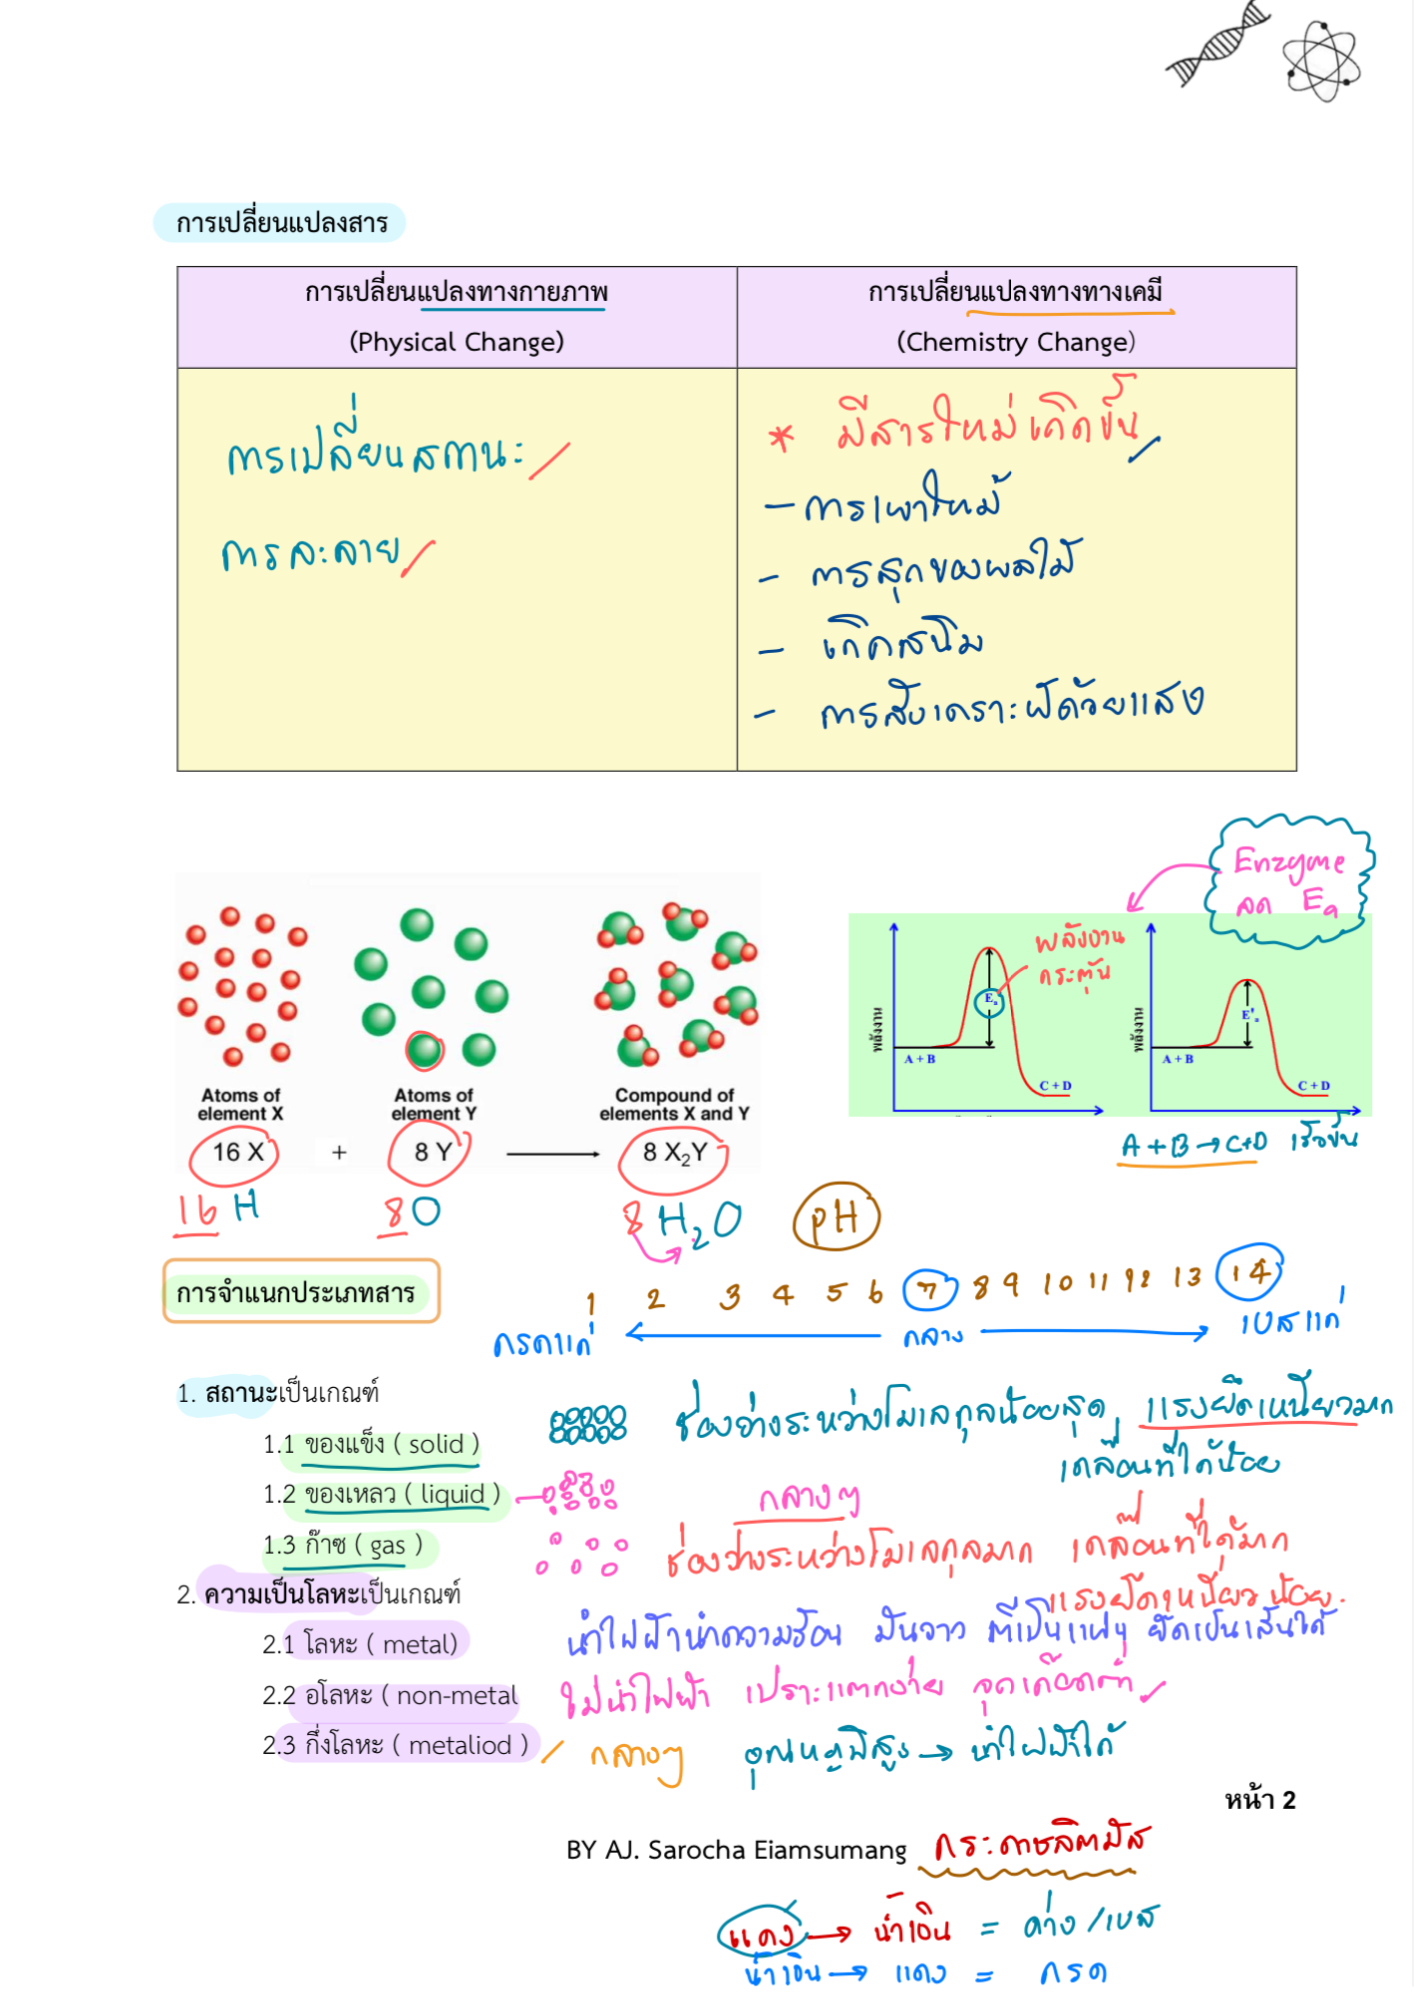 การเปลี่ยนแปลงสาร
การเปลี่ยนแปลงทางกายภาพ
(Physical Change)
การเปลี่ยนแปลงทางทางเคมี
(Chemistry Change)
การเปลี่ยนสถานะ
การละลาย
* มีสารใหม่เกิดขึ้น
- การเผาไหม้
- การสุกของผลไม้
- เกิดสนิม
- การสังเคราะห์ด้วยแสง
Enzyme
ลด Ea
พลังงาน
กระตุ้น
พลังงาน
Ea
A + B
C + D
พลังงาน
E'a
A + B
C + D
A + B → C+D เร็วขึ้น
Atoms of
element X
Atoms of
element Y
Compound of
elements X and Y
16 X + 8 Y → 8 X₂Y
16 H 8 O 8 H₂O
pH
การจำแนกประเภทสาร
1 2 3 4 5 6 7 8 9 10 11 12 13 14
กรดแก่ ← กลาง → เบสแก่
1. สถานะเป็นเกณฑ์
1.1 ของแข็ง ( solid )
ช่องว่างระหว่างโมเลกุลน้อยสุด, แรงยึดเหนี่ยวมาก
เคลื่อนที่ได้น้อย
1.2 ของเหลว ( liquid )
กลางๆ
1.3 ก๊าซ ( gas )
ช่องว่างระหว่างโมเลกุลมาก เคลื่อนที่ได้มาก
แรงยึดเหนี่ยวน้อย.
2. ความเป็นโลหะเป็นเกณฑ์
2.1 โลหะ ( metal)
นำไฟฟ้านำความร้อน มันวาว ตีเป็นแผ่นๆ ยืดเป็นเส้นได้
2.2 อโลหะ ( non-metal
ไม่นำไฟฟ้า เปราะแตกง่าย จุดเดือดต่ำ
2.3 กึ่งโลหะ ( metaliod )
กลางๆ อุณหภูมิสูง → นำไฟฟ้าได้
หน้า 2
BY AJ. Sarocha Eiamsumang
กระดาษลิตมัส
แดง → น้ำเงิน = ด่าง /เบส
น้ำเงิน → แดง = กรด